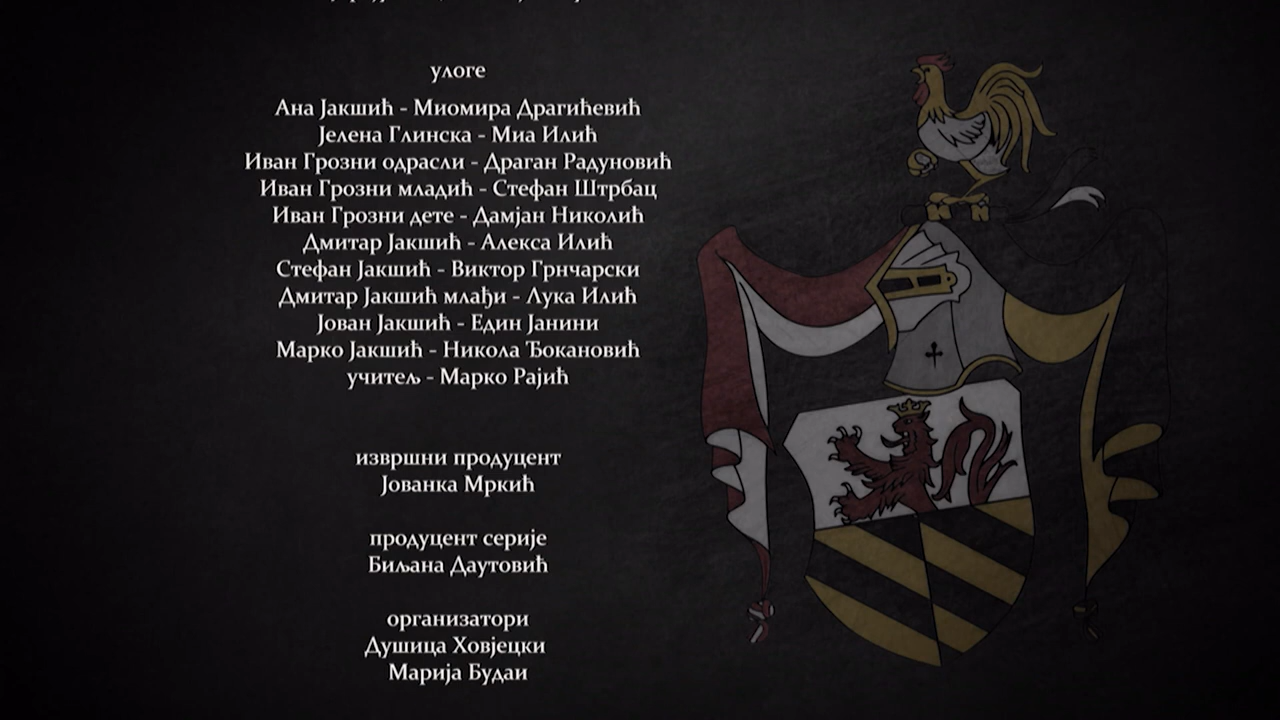 улоге
Ана Јакшић - Миомира Драгићевић
Јелена Глинска - Миа Илић
Иван Грозни одрасли - Драган Радуновић
Иван Грозни младић - Стефан Штрбац
Иван Грозни дете - Дамјан Николић
Дмитар Јакшић - Алекса Илић
Стефан Јакшић - Виктор Грнчарски
Дмитар Јакшић млађи - Лука Илић
Јован Јакшић - Един Јанини
Марко Јакшић - Никола Ђокановић
учитељ - Марко Рајић
извршни продуцент
Јованка Мркић
продуцент серије
Биљана Даутовић
организатори
Душица Ховјецки
Марија Будаи